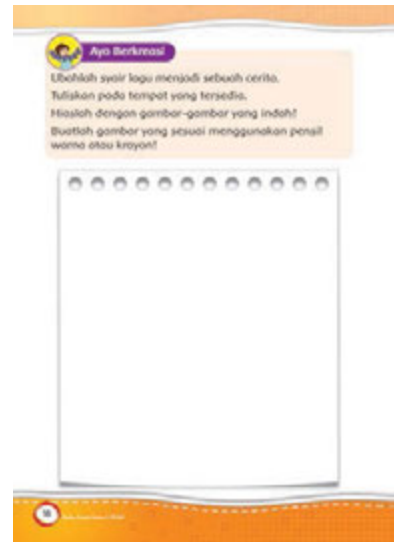 Ayo Berkreasi
Ubahlah syair lagu menjadi sebuah cerita.
Tuliskan pada tempat yang tersedia.
Hiaslah dengan gambar-gambar yang indah!
Buatlah gambar yang sesuai menggunakan pensil
warna atau krayon!